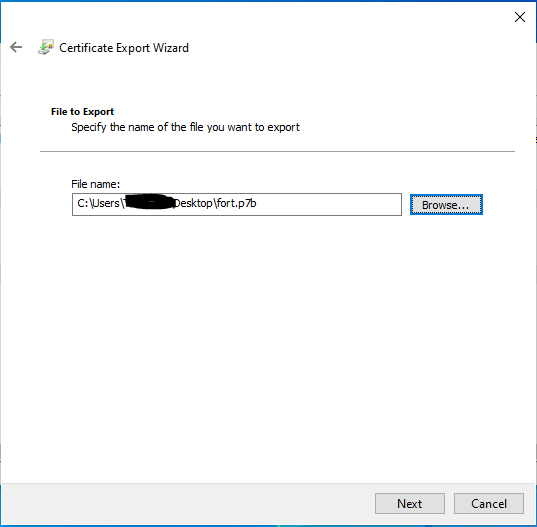 Certificate Export Wizard
File to Export
Specify the name of the file you want to export
File name:
C:\Users\ Desktop\fort.p7b
Browse...
Next
Cancel